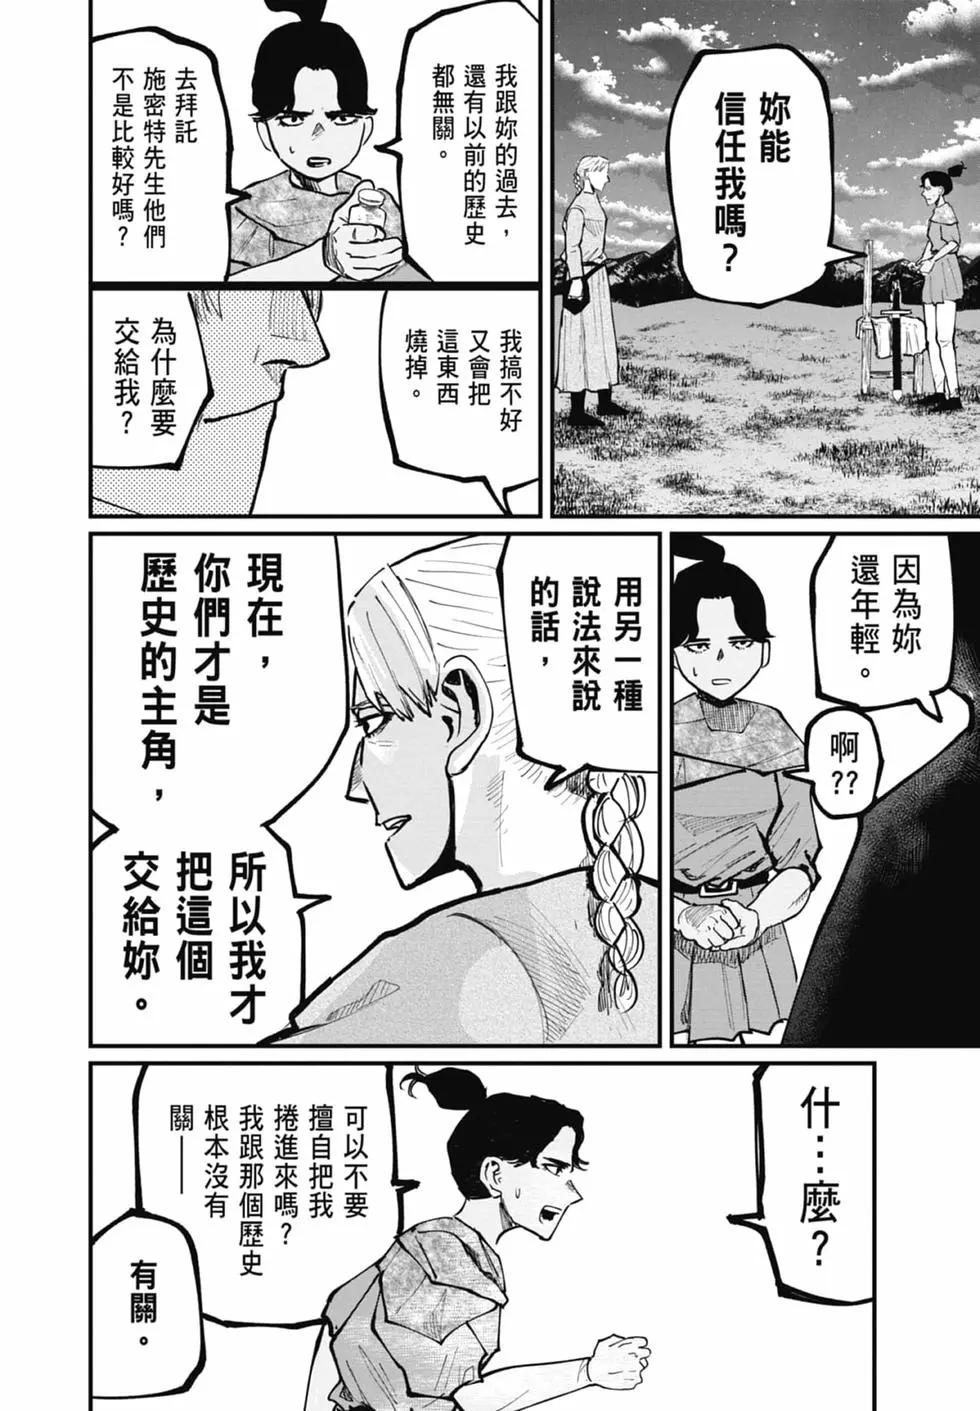 妳能
信任我嗎？
我跟妳的過去，
還有以前的歷史
都無關。
去拜託
施密特先生他們
不是比較好嗎？
我搞不好
又會把
這東西
燒掉。
為什麼要
交給我？
因為妳
還年輕。
啊??
用另一種
說法來說
的話，
現在，
你們才是
歷史的主角，
所以我才
把這個
交給妳。
什…麼？
可以不要
擅自把我
捲進來嗎？
我跟那個歷史
根本沒有
關——
有關。